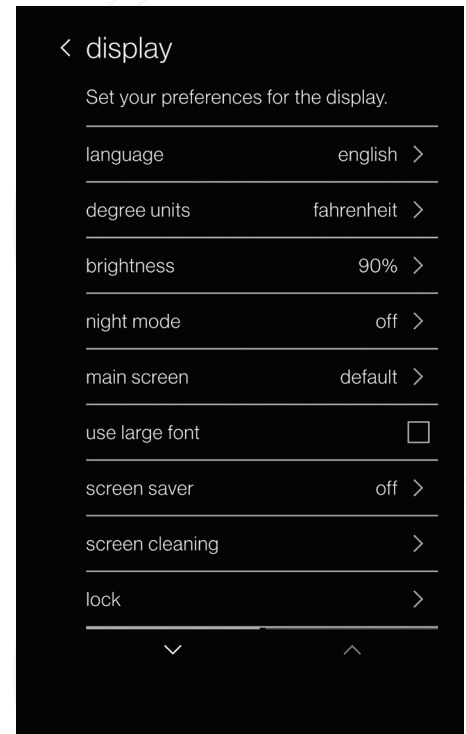 display
Set your preferences for the display.
language english
degree units fahrenheit
brightness 90%
night mode off
main screen default
use large font
screen saver off
screen cleaning
lock